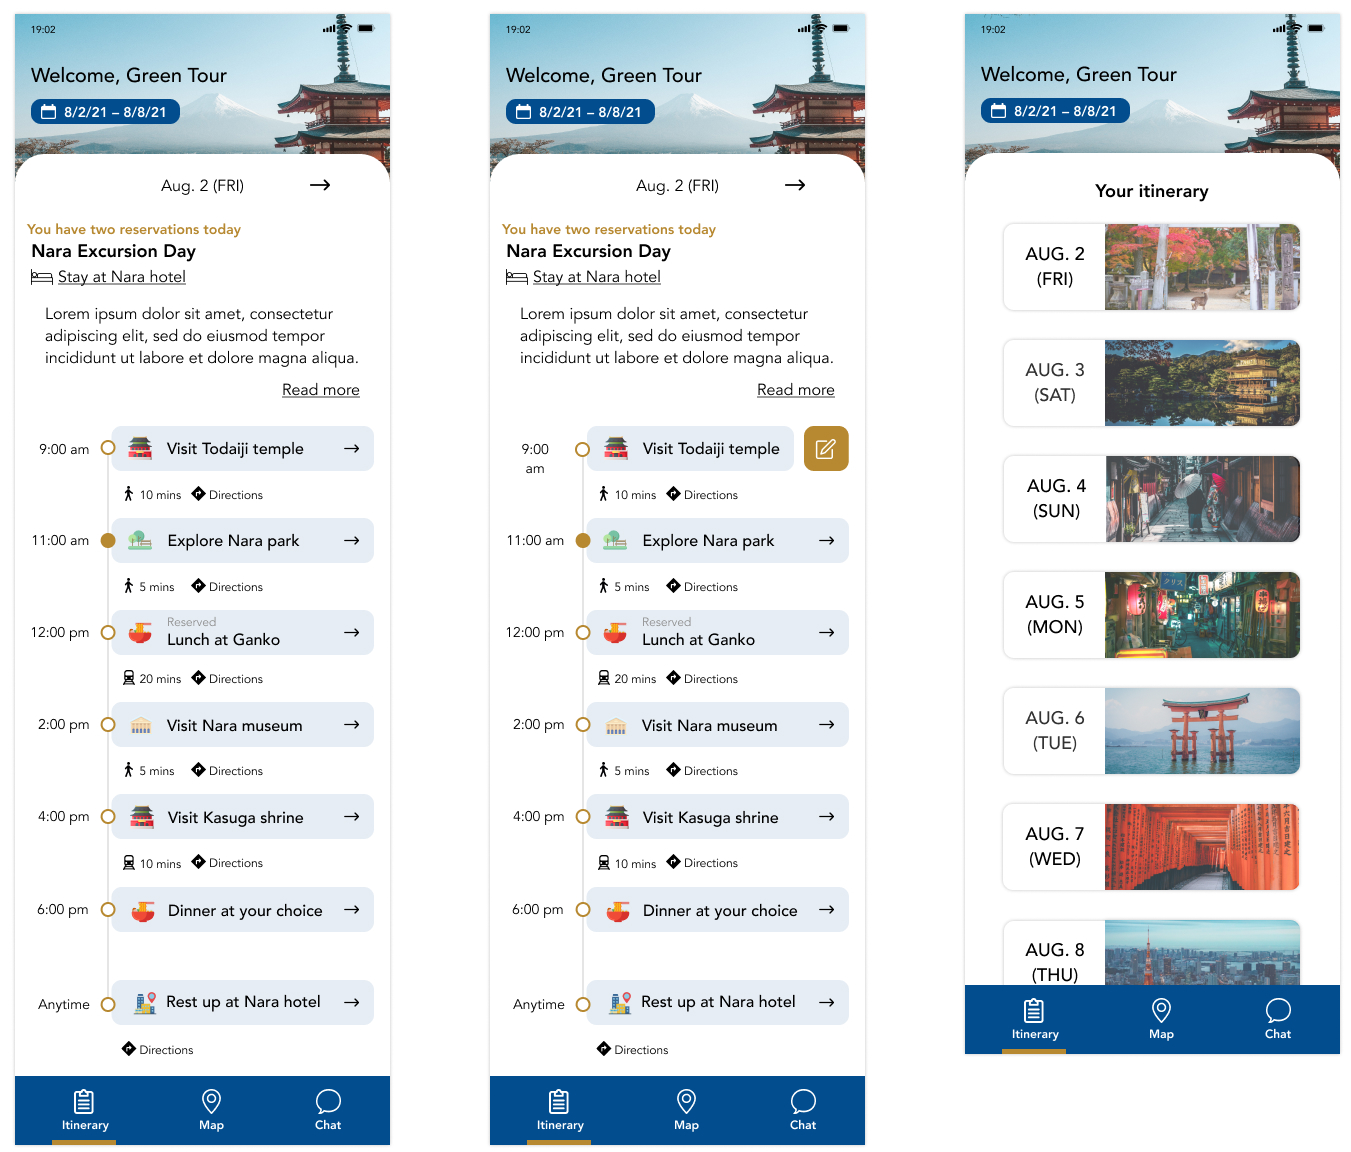 19:02
Welcome, Green Tour
8/2/21 – 8/8/21
Aug. 2 (FRI)
You have two reservations today
Nara Excursion Day
Stay at Nara hotel
Lorem ipsum dolor sit amet, consectetur
adipiscing elit, sed do eiusmod tempor
incididunt ut labore et dolore magna aliqua.
Read more
9:00 am
Visit Todaiji temple
10 mins
Directions
11:00 am
Explore Nara park
5 mins
Directions
12:00 pm
Reserved
Lunch at Ganko
20 mins
Directions
2:00 pm
Visit Nara museum
5 mins
Directions
4:00 pm
Visit Kasuga shrine
10 mins
Directions
6:00 pm
Dinner at your choice
Anytime
Rest up at Nara hotel
Directions
Itinerary
Map
Chat
19:02
Welcome, Green Tour
8/2/21 – 8/8/21
Aug. 2 (FRI)
You have two reservations today
Nara Excursion Day
Stay at Nara hotel
Lorem ipsum dolor sit amet, consectetur
adipiscing elit, sed do eiusmod tempor
incididunt ut labore et dolore magna aliqua.
Read more
9:00
am
Visit Todaiji temple
10 mins
Directions
11:00 am
Explore Nara park
5 mins
Directions
12:00 pm
Reserved
Lunch at Ganko
20 mins
Directions
2:00 pm
Visit Nara museum
5 mins
Directions
4:00 pm
Visit Kasuga shrine
10 mins
Directions
6:00 pm
Dinner at your choice
Anytime
Rest up at Nara hotel
Directions
Itinerary
Map
Chat
19:02
Welcome, Green Tour
8/2/21 – 8/8/21
Your itinerary
AUG. 2
(FRI)
AUG. 3
(SAT)
AUG. 4
(SUN)
AUG. 5
(MON)
クリス
AUG. 6
(TUE)
AUG. 7
(WED)
AUG. 8
(THU)
Itinerary
Map
Chat